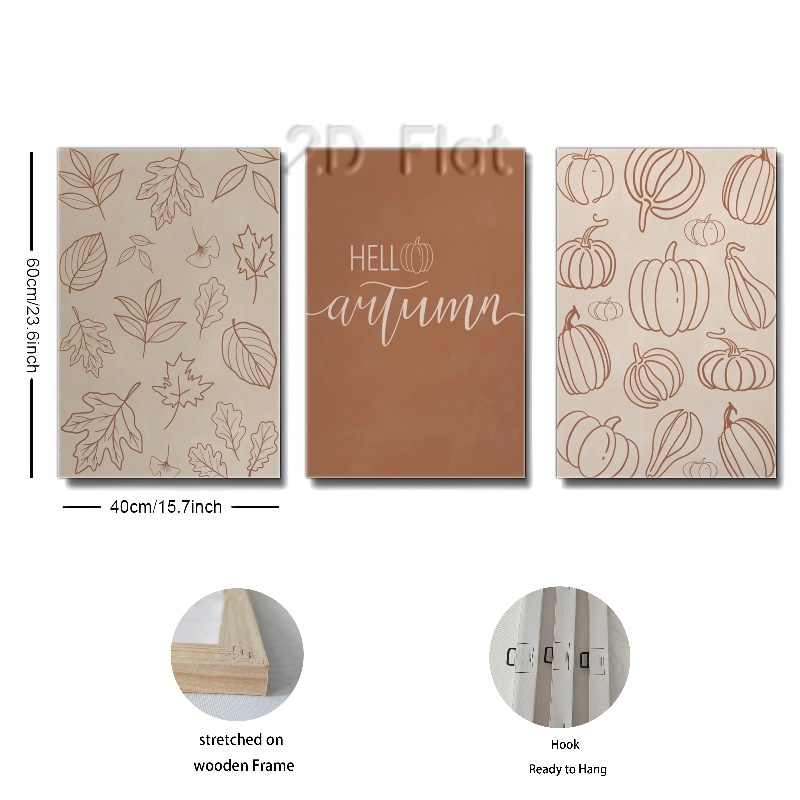 2D Flat
60cm/23.6inch
HELLO
autumn
40cm/15.7inch
stretched on
wooden Frame
Hook
Ready to Hang